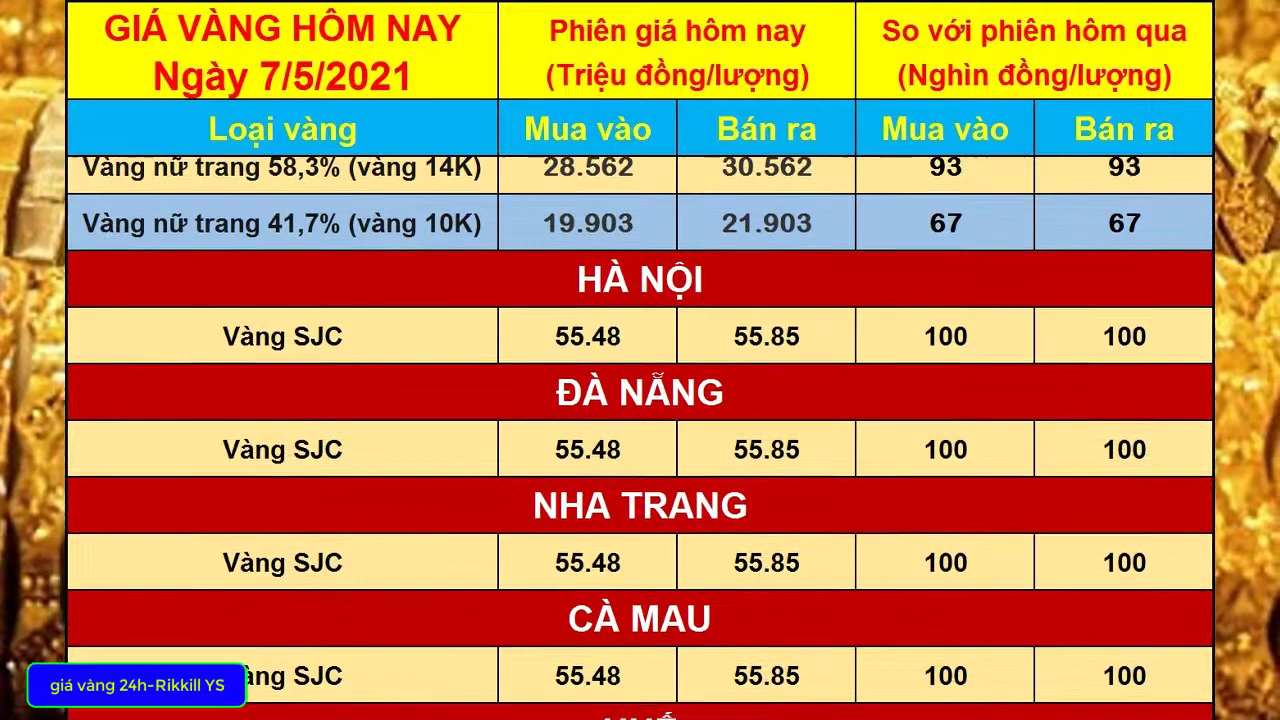 GIÁ VÀNG HÔM NAY
Ngày 7/5/2021
Phiên giá hôm nay
(Triệu đồng/lượng)
So với phiên hôm qua
(Nghìn đồng/lượng)
Loại vàng Mua vào Bán ra Mua vào Bán ra
Vàng nữ trang 58,3% (vàng 14K) 28.562 30.562 93 93
Vàng nữ trang 41,7% (vàng 10K) 19.903 21.903 67 67
HÀ NỘI
Vàng SJC 55.48 55.85 100 100
ĐÀ NẴNG
Vàng SJC 55.48 55.85 100 100
NHA TRANG
Vàng SJC 55.48 55.85 100 100
CÀ MAU
SJC 55.48 55.85 100 100
giá vàng 24h-Rikkill YS